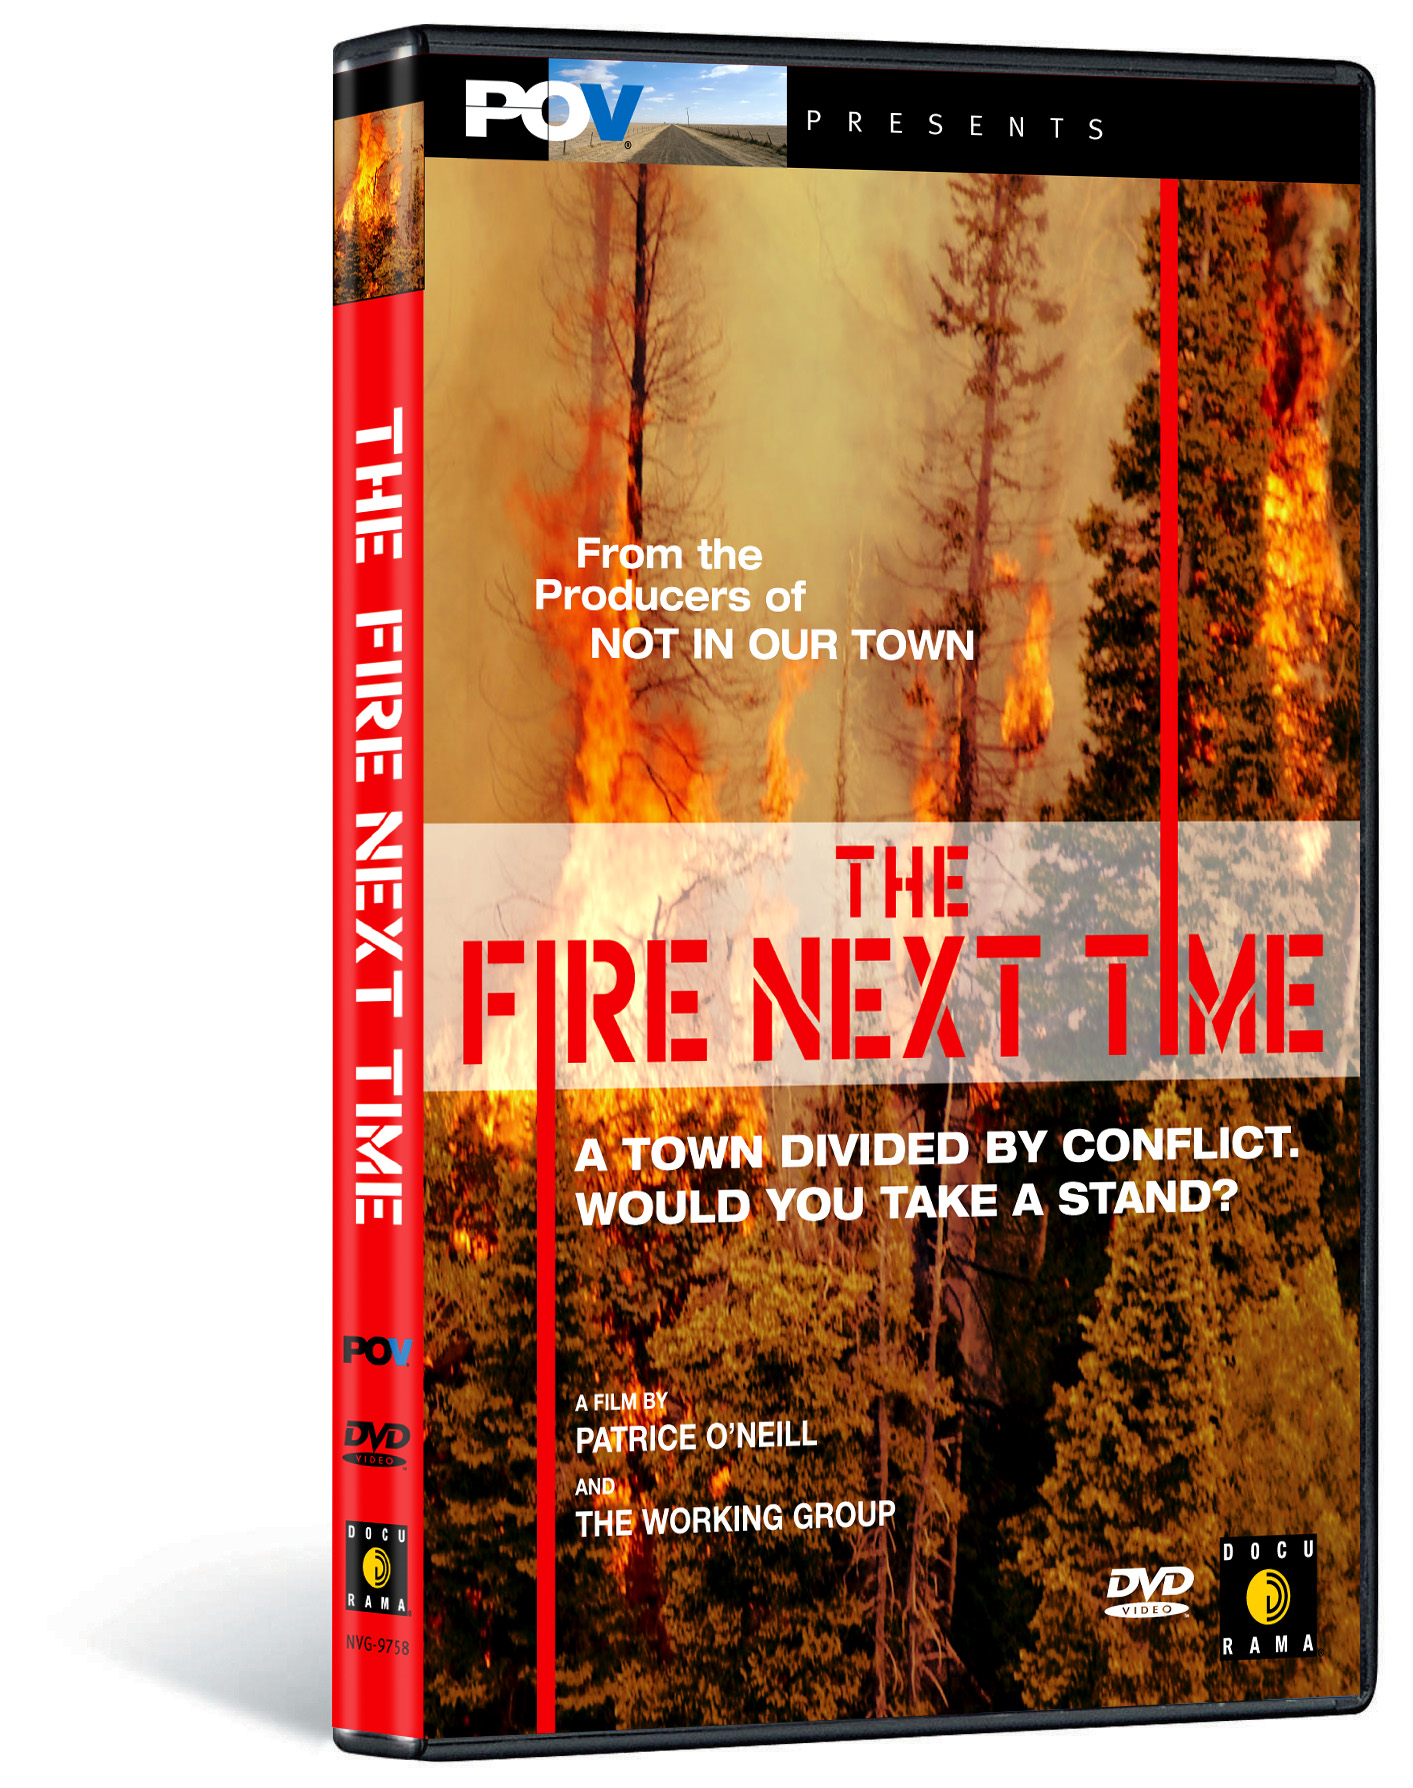 POV PRESENTS
From the
Producers of
NOT IN OUR TOWN
THE
FIRE NEXT TIME
A TOWN DIVIDED BY CONFLICT.
WOULD YOU TAKE A STAND?
A FILM BY
PATRICE O'NEILL
AND
THE WORKING GROUP
DVD
VIDEO
DOCU
RAMA
THE FIRE NEXT TIME
POV
DVD
VIDEO
DOCU
RAMA
NVG-9758